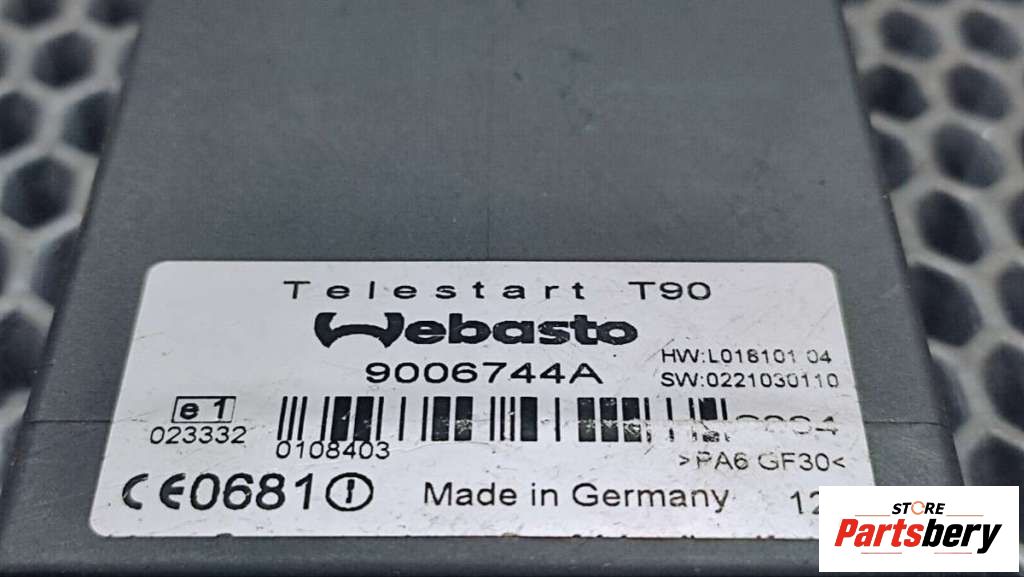 Telestart T90
Webasto
9006744A
HW:L018101 04
SW:0221030110
e1
023332
0108403
>PA6 GF30<
CE0681
Made in Germany
STORE
Partsbery